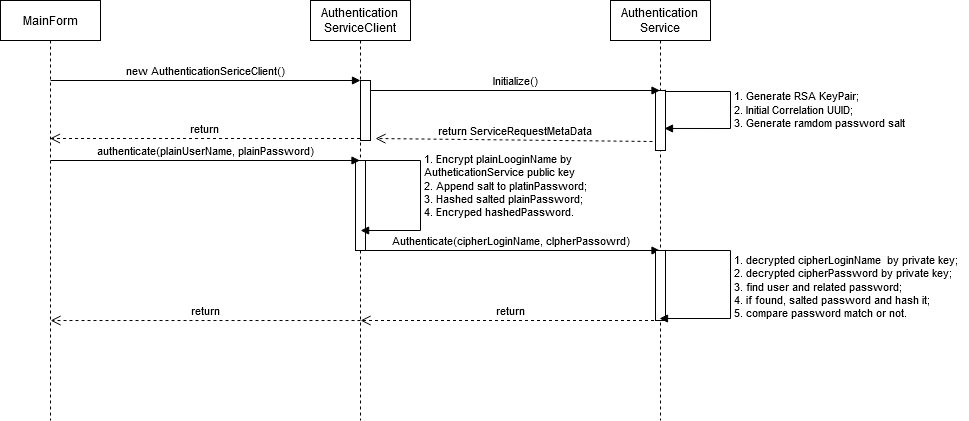 MainForm
Authentication
ServiceClient
Authentication
Service
new AuthenticationSericeClient()
Initialize()
1. Generate RSA KeyPair;
2. Initial Correlation UUID;
3. Generate ramdom password salt
return
return ServiceRequestMetaData
authenticate(plainUserName, plainPassword)
1. Encrypt plainLooginName by
AutheticationService public key
2. Append salt to platinPassword;
3. Hashed salted plainPassword;
4. Encryped hashedPassword.
Authenticate(cipherLoginName, clpherPassowrd)
1. decrypted cipherLoginName by private key;
2. decrypted cipherPassword by private key;
3. find user and related password;
4. if found, salted password and hash it;
5. compare password match or not.
return
return